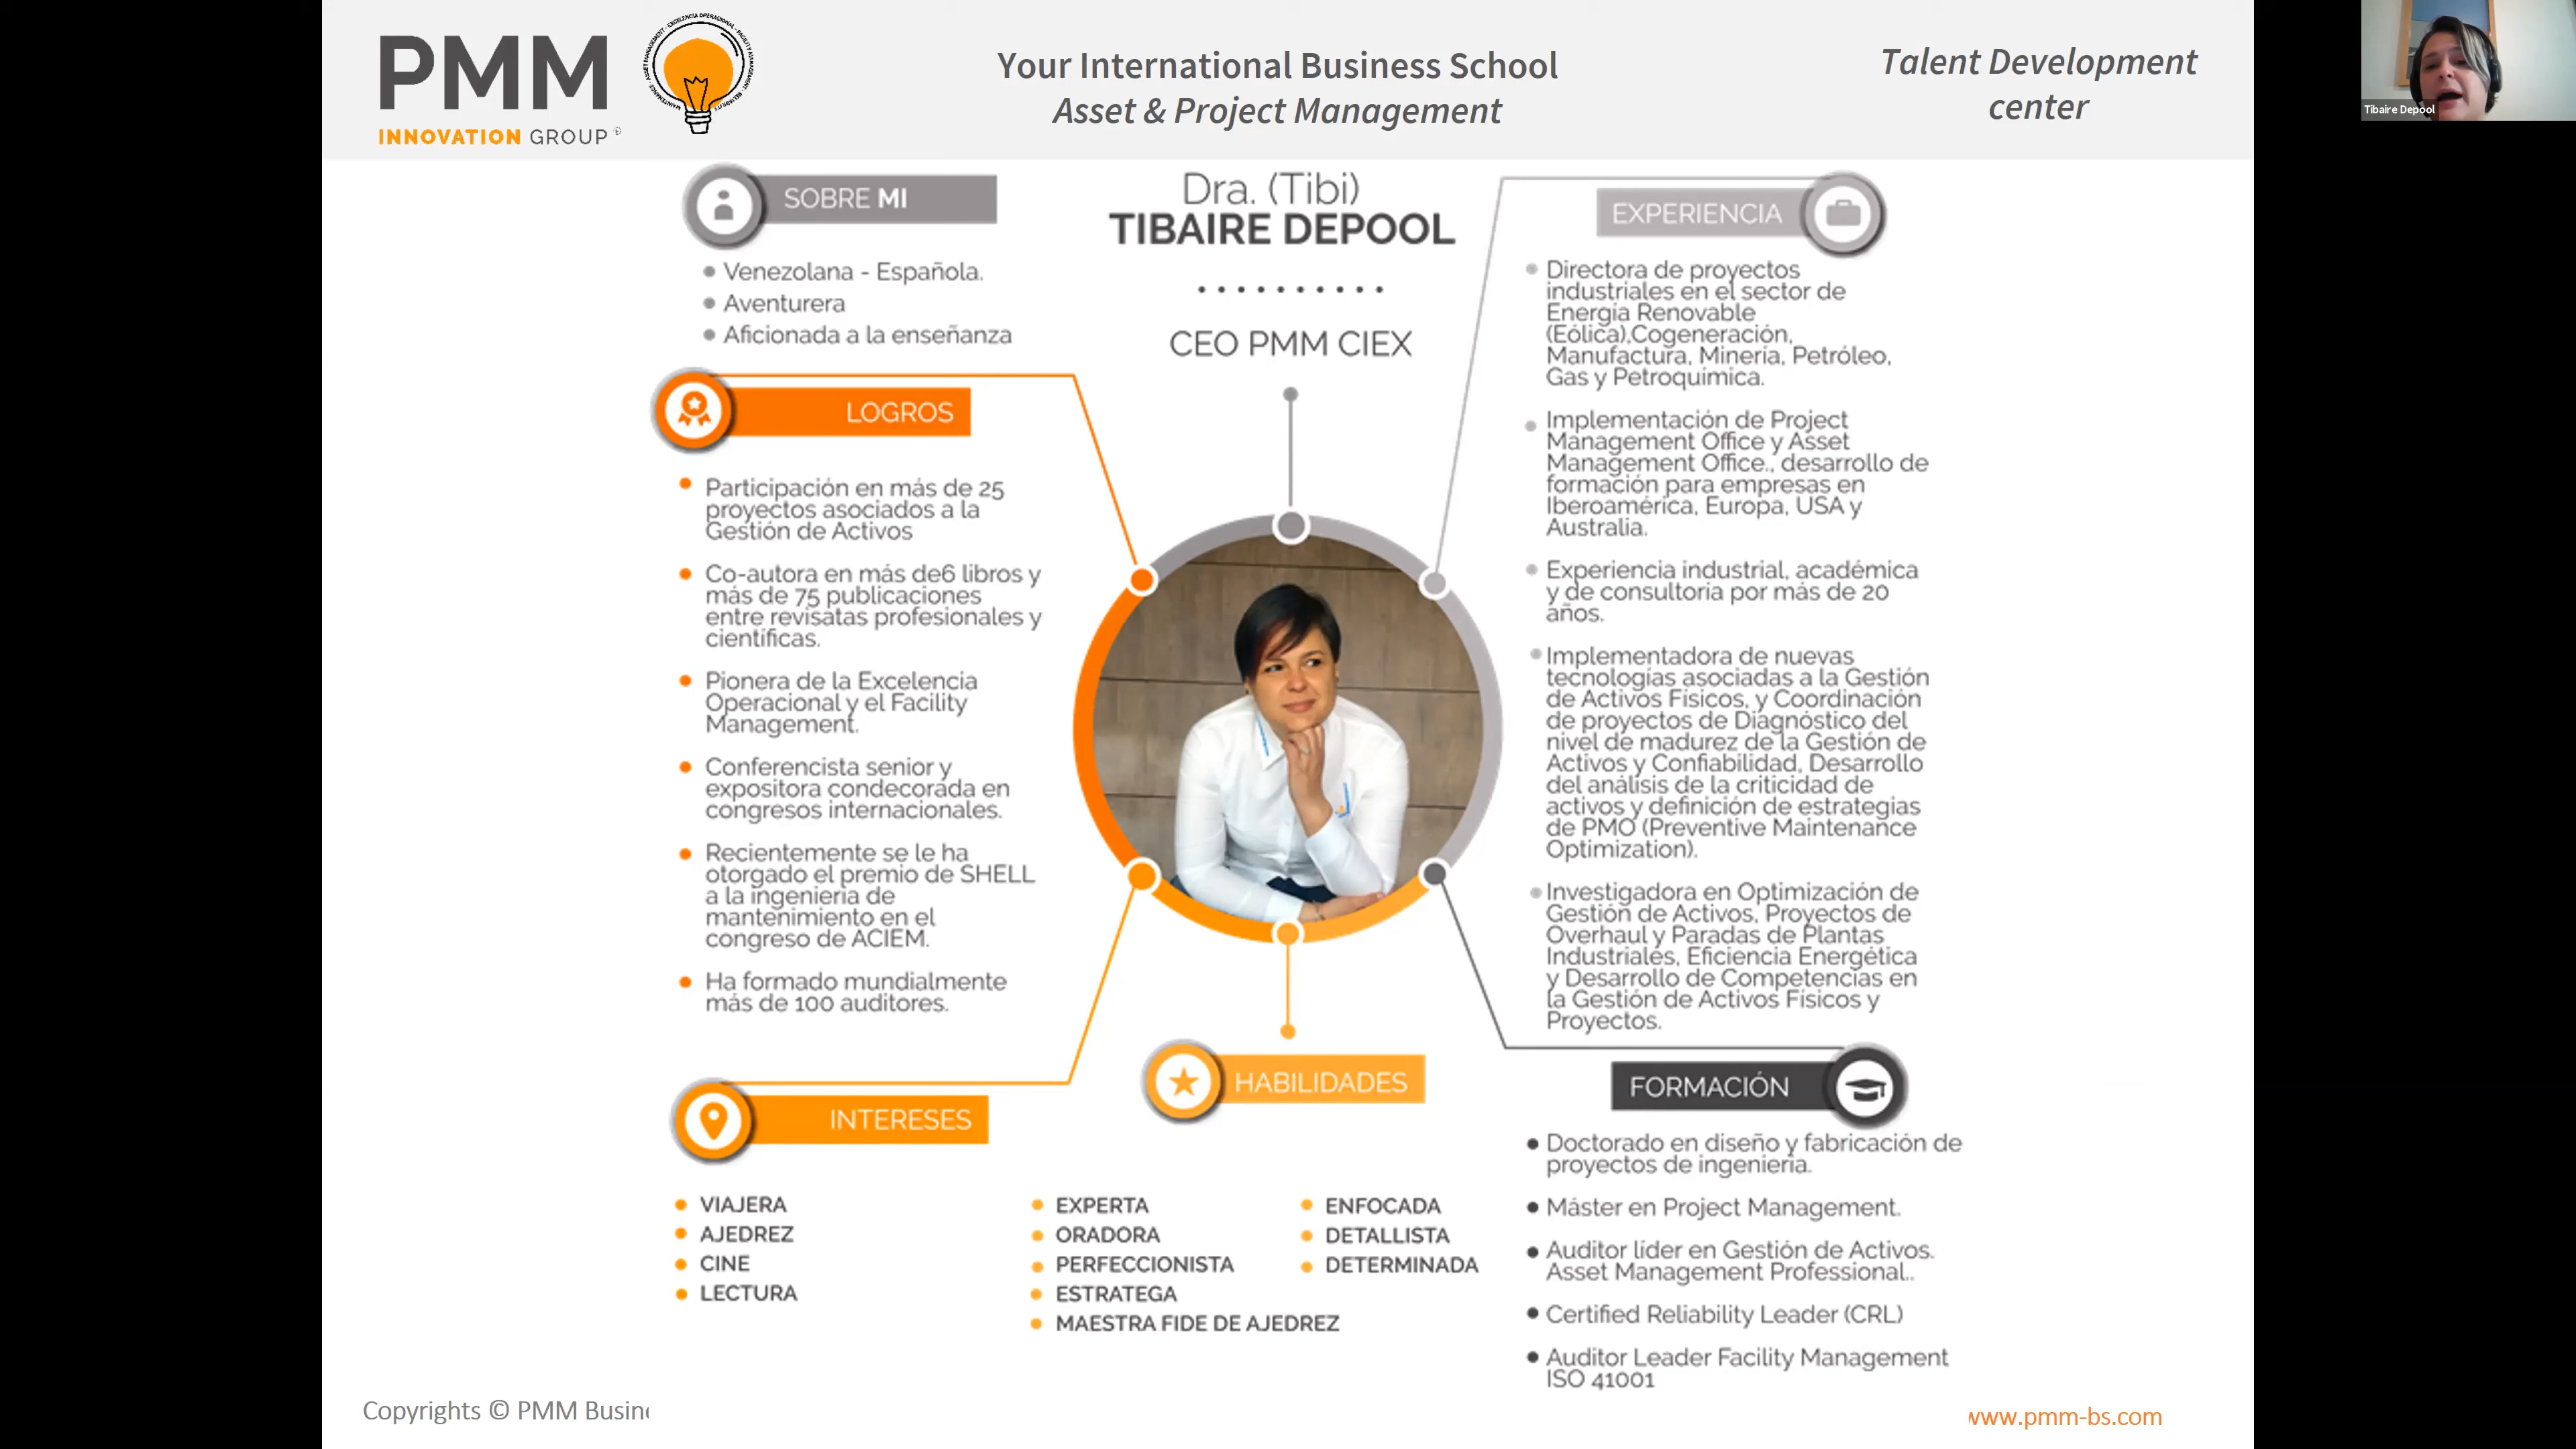 PMM
INNOVATION GROUP
Your International Business School
Asset & Project Management
Talent Development
center
Tibaire Depool
SOBRE MI
Venezolana - Española.
Aventurera
Aficionada a la enseñanza
Dra. (Tibi)
TIBAIRE DEPOOL
CEO PMM CIEX
LOGROS
Participación en más de 25
proyectos asociados a la
Gestión de Activos
Co-autora en más de6 libros y
más de 75 publicaciones
entre revisatas profesionales y
científicas.
Pionera de la Excelencia
Operacional y el Facility
Management.
Conferencista senior y
expositora condecorada en
congresos internacionales.
Recientemente se le ha
otorgado el premio de SHELL
a la ingeniería de
mantenimiento en el
congreso de ACIEM.
Ha formado mundialmente
más de 100 auditores.
EXPERIENCIA
Directora de proyectos
industriales en el sector de
Energía Renovable
(Eólica),Cogeneración,
Manufactura, Minería, Petróleo,
Gas y Petroquímica.
Implementación de Project
Management Office y Asset
Management Office., desarrollo de
formación para empresas en
Iberoamérica, Europa, USA y
Australia.
Experiencia industrial, académica
y de consultoría por más de 20
años.
Implementadora de nuevas
tecnologías asociadas a la Gestión
de Activos Físicos, y Coordinación
de proyectos de Diagnóstico del
nivel de madurez de la Gestión de
Activos y Confiabilidad, Desarrollo
del análisis de la criticidad de
activos y definición de estrategias
de PMO (Preventive Maintenance
Optimization).
Investigadora en Optimización de
Gestión de Activos, Proyectos de
Overhaul y Paradas de Plantas
Industriales, Eficiencia Energética
y Desarrollo de Competencias en
la Gestión de Activos Físicos y
Proyectos.
INTERESES
VIAJERA
AJEDREZ
CINE
LECTURA
HABILIDADES
EXPERTA
ORADORA
PERFECCIONISTA
ESTRATEGA
MAESTRA FIDE DE AJEDREZ
ENFOCADA
DETALLISTA
DETERMINADA
FORMACIÓN
Doctorado en diseño y fabricación de
proyectos de ingeniería.
Máster en Project Management.
Auditor líder en Gestión de Activos.
Asset Management Professional..
Certified Reliability Leader (CRL)
Auditor Leader Facility Management
ISO 41001
Copyrights © PMM Busin
www.pmm-bs.com